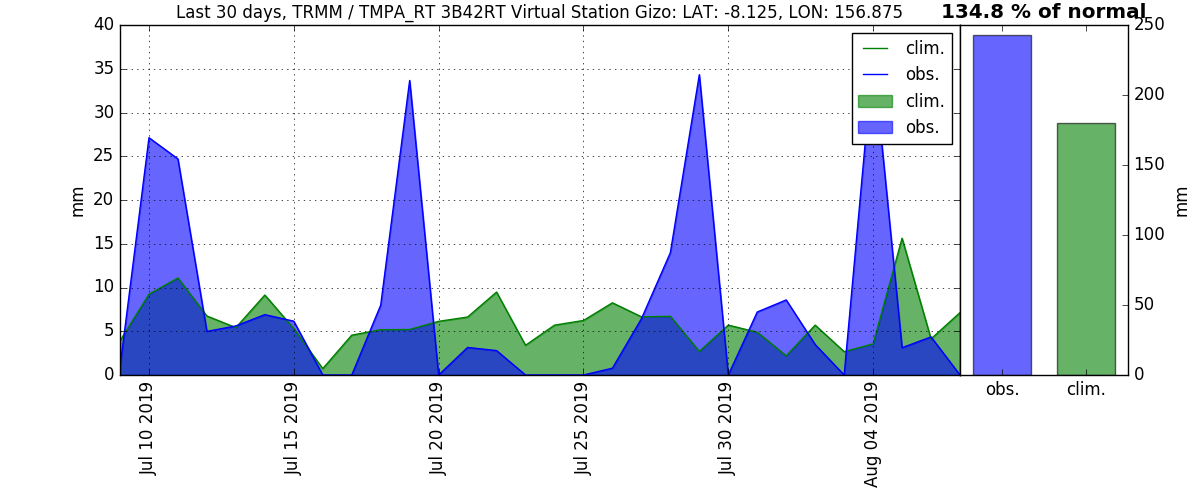 Last 30 days, TRMM / TMPA_RT 3B42RT Virtual Station Gizo: LAT: -8.125, LON: 156.875
134.8 % of normal
40
35
30
25
20
15
10
5
0
mm
Jul 10 2019
Jul 15 2019
Jul 20 2019
Jul 25 2019
Jul 30 2019
Aug 04 2019
clim.
obs.
clim.
obs.
250
200
150
100
50
0
mm
obs.
clim.